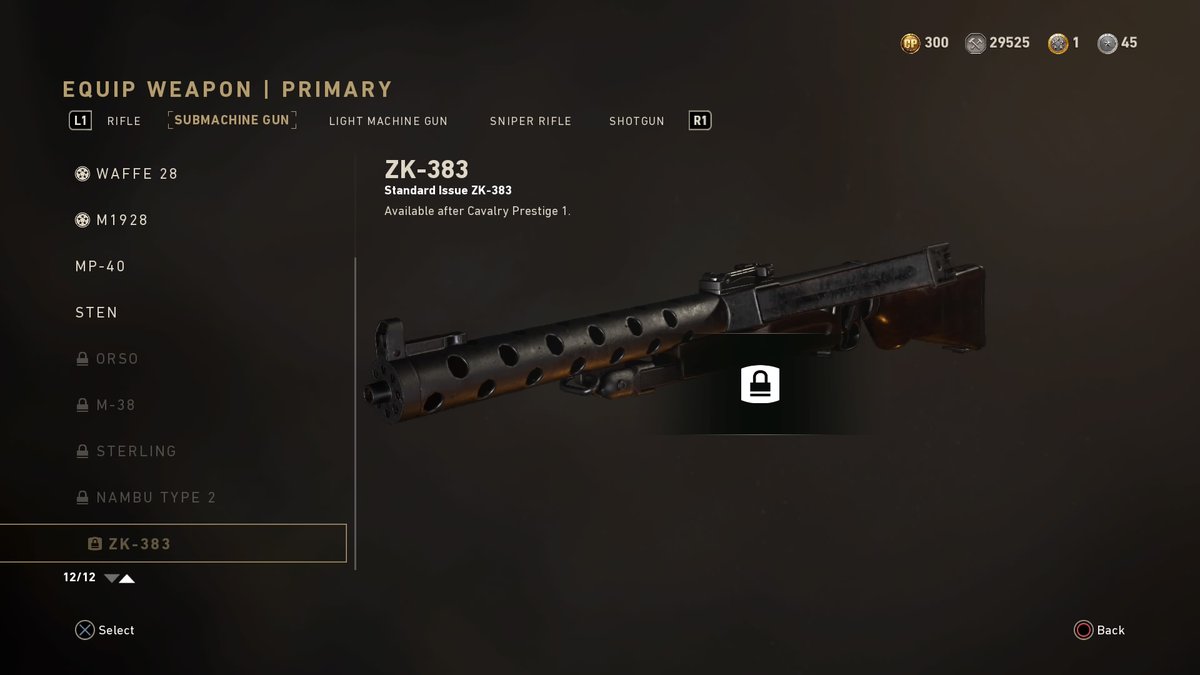 CP 300 29525 1 45
EQUIP WEAPON | PRIMARY
L1 RIFLE SUBMACHINE GUN LIGHT MACHINE GUN SNIPER RIFLE SHOTGUN R1
WAFFE 28
M1928
MP-40
STEN
ORSO
M-38
STERLING
NAMBU TYPE 2
ZK-383
12/12
ZK-383
Standard Issue ZK-383
Available after Cavalry Prestige 1.
Select
Back